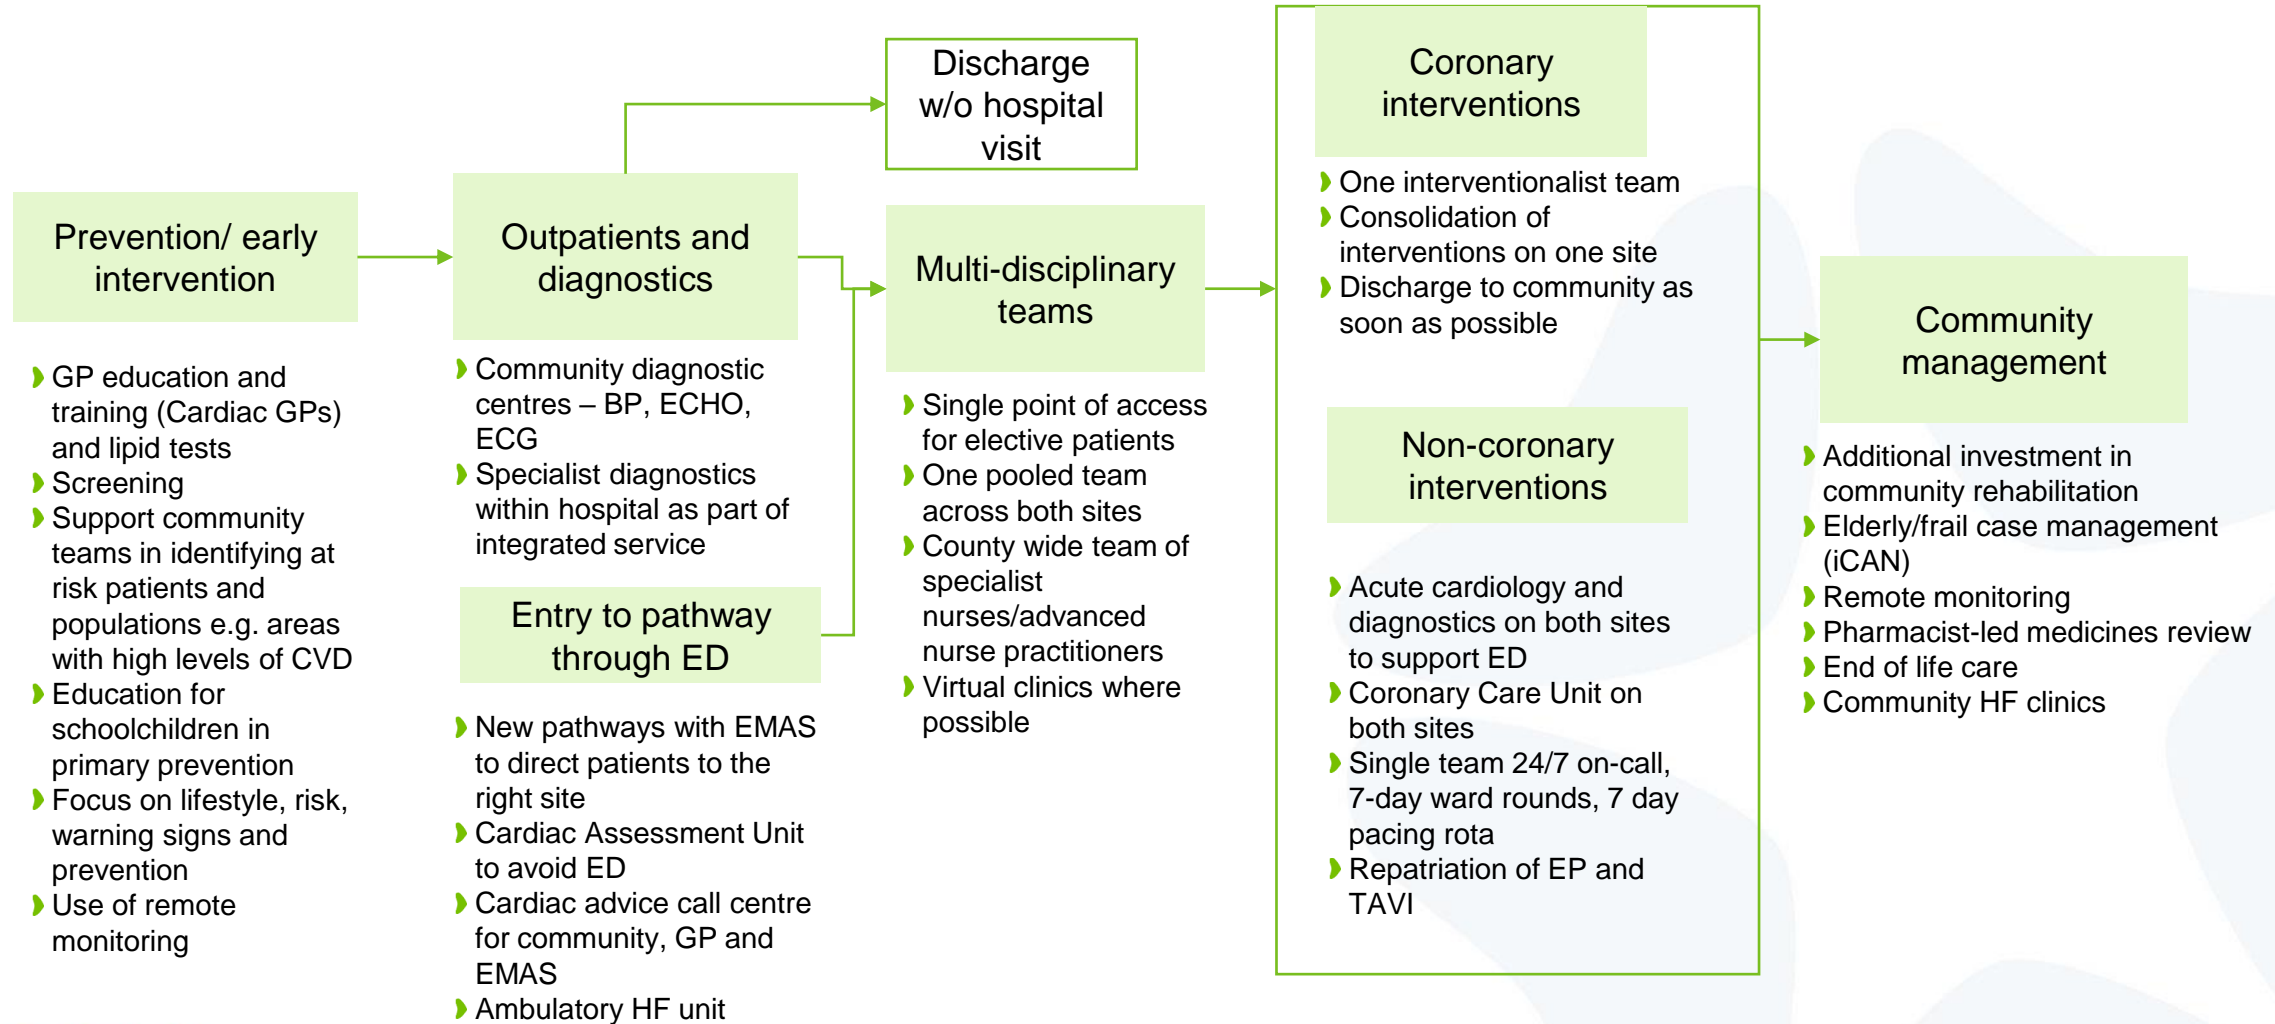 Prevention/ early
intervention
GP education and
training (Cardiac GPs)
and lipid tests
Screening
Support community
teams in identifying at
risk patients and
populations e.g. areas
with high levels of CVD
Education for
schoolchildren in
primary prevention
Focus on lifestyle, risk,
warning signs and
prevention
Use of remote
monitoring
Outpatients and
diagnostics
Community diagnostic
centres – BP, ECHO,
ECG
Specialist diagnostics
within hospital as part of
integrated service
Entry to pathway
through ED
New pathways with EMAS
to direct patients to the
right site
Cardiac Assessment Unit
to avoid ED
Cardiac advice call centre
for community, GP and
EMAS
Ambulatory HF unit
Discharge
w/o hospital
visit
Multi-disciplinary
teams
Single point of access
for elective patients
One pooled team
across both sites
County wide team of
specialist
nurses/advanced
nurse practitioners
Virtual clinics where
possible
Coronary
interventions
One interventionalist team
Consolidation of
interventions on one site
Discharge to community as
soon as possible
Non-coronary
interventions
Acute cardiology and
diagnostics on both sites
to support ED
Coronary Care Unit on
both sites
Single team 24/7 on-call,
7-day ward rounds, 7 day
pacing rota
Repatriation of EP and
TAVI
Community
management
Additional investment in
community rehabilitation
Elderly/frail case management
(iCAN)
Remote monitoring
Pharmacist-led medicines review
End of life care
Community HF clinics